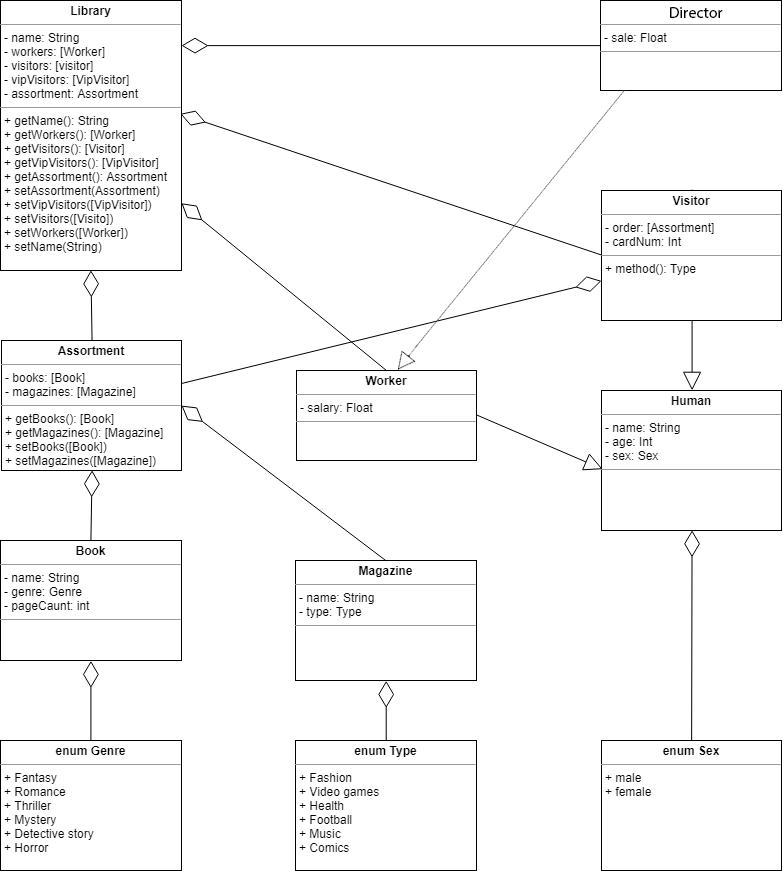 Library
- name: String
- workers: [Worker]
- visitors: [visitor]
- vipVisitors: [VipVisitor]
- assortment: Assortment
+ getName(): String
+ getWorkers(): [Worker]
+ getVisitors(): [Visitor]
+ getVipVisitors(): [VipVisitor]
+ getAssortment(): Assortment
+ setAssortment(Assortment)
+ setVipVisitors([VipVisitor])
+ setVisitors([Visito])
+ setWorkers([Worker])
+ setName(String)
Director
- sale: Float
Visitor
- order: [Assortment]
- cardNum: Int
+ method(): Type
Assortment
- books: [Book]
- magazines: [Magazine]
+ getBooks(): [Book]
+ getMagazines(): [Magazine]
+ setBooks([Book])
+ setMagazines([Magazine])
Worker
- salary: Float
Human
- name: String
- age: Int
- sex: Sex
Book
- name: String
- genre: Genre
- pageCaunt: int
Magazine
- name: String
- type: Type
enum Genre
+ Fantasy
+ Romance
+ Thriller
+ Mystery
+ Detective story
+ Horror
enum Type
+ Fashion
+ Video games
+ Health
+ Football
+ Music
+ Comics
enum Sex
+ male
+ female